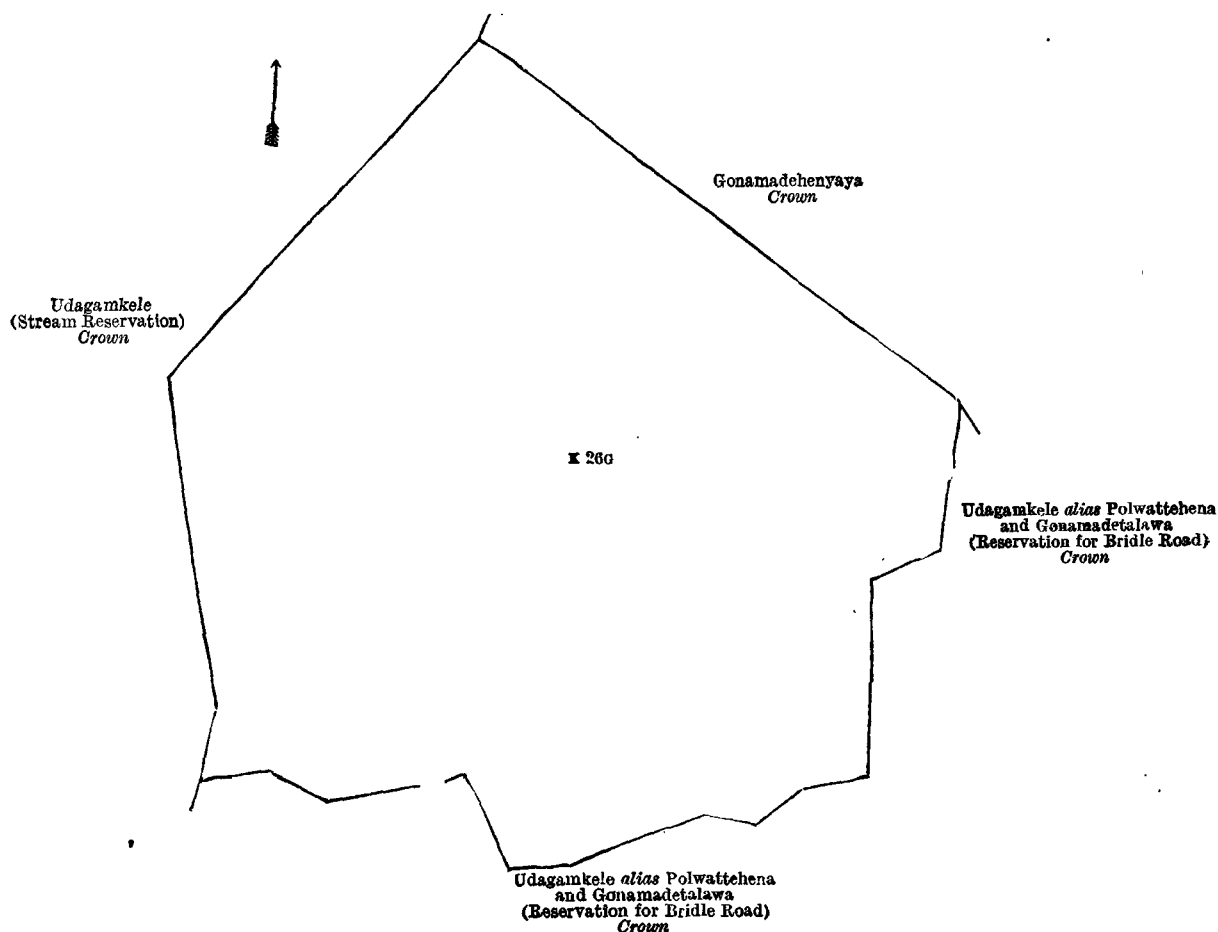 Gonamadehenyaya
Crown
Udagamkele
(Stream Reservation)
Crown
K 26G
Udagamkele alias Polwattehena
and Gonamadetalawa
(Reservation for Bridle Road)
Crown
Udagamkele alias Polwattehena
and Gonamadetalawa
(Reservation for Bridle Road)
Crown